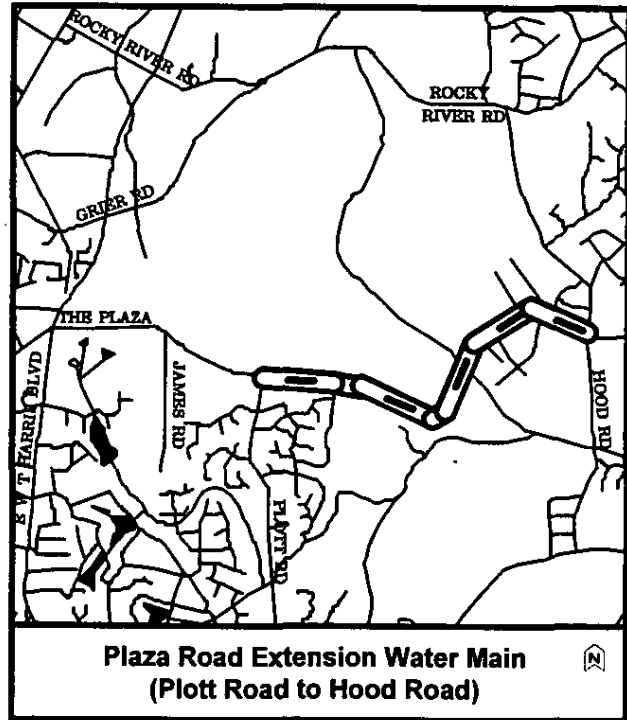 ROCKY RIVER RD
ROCKY
RIVER RD
GRIER RD
THE PLAZA
E W T HARRIS BLVD
JAMES RD
HOOD RD
PLOTT RD
Plaza Road Extension Water Main
(Plott Road to Hood Road)
N